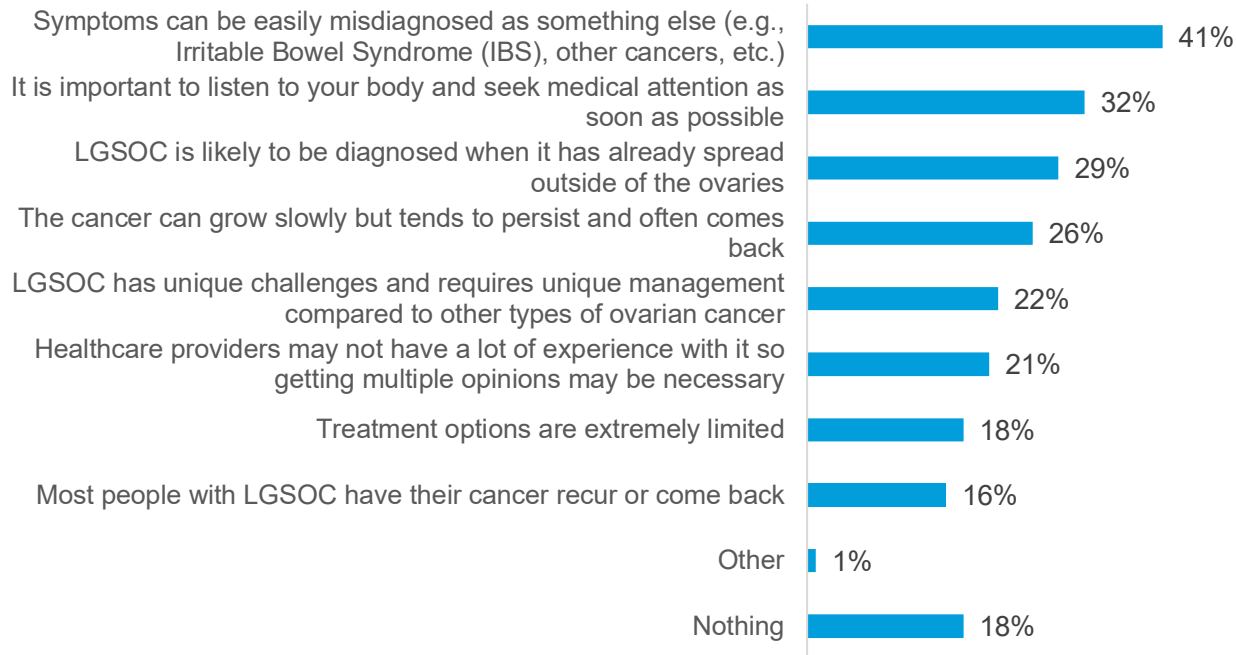 Symptoms can be easily misdiagnosed as something else (e.g.,
Irritable Bowel Syndrome (IBS), other cancers, etc.)
41%
It is important to listen to your body and seek medical attention as
soon as possible
32%
LGSOC is likely to be diagnosed when it has already spread
outside of the ovaries
29%
The cancer can grow slowly but tends to persist and often comes
back
26%
LGSOC has unique challenges and requires unique management
compared to other types of ovarian cancer
22%
Healthcare providers may not have a lot of experience with it so
getting multiple opinions may be necessary
21%
Treatment options are extremely limited
18%
Most people with LGSOC have their cancer recur or come back
16%
Other
1%
Nothing
18%